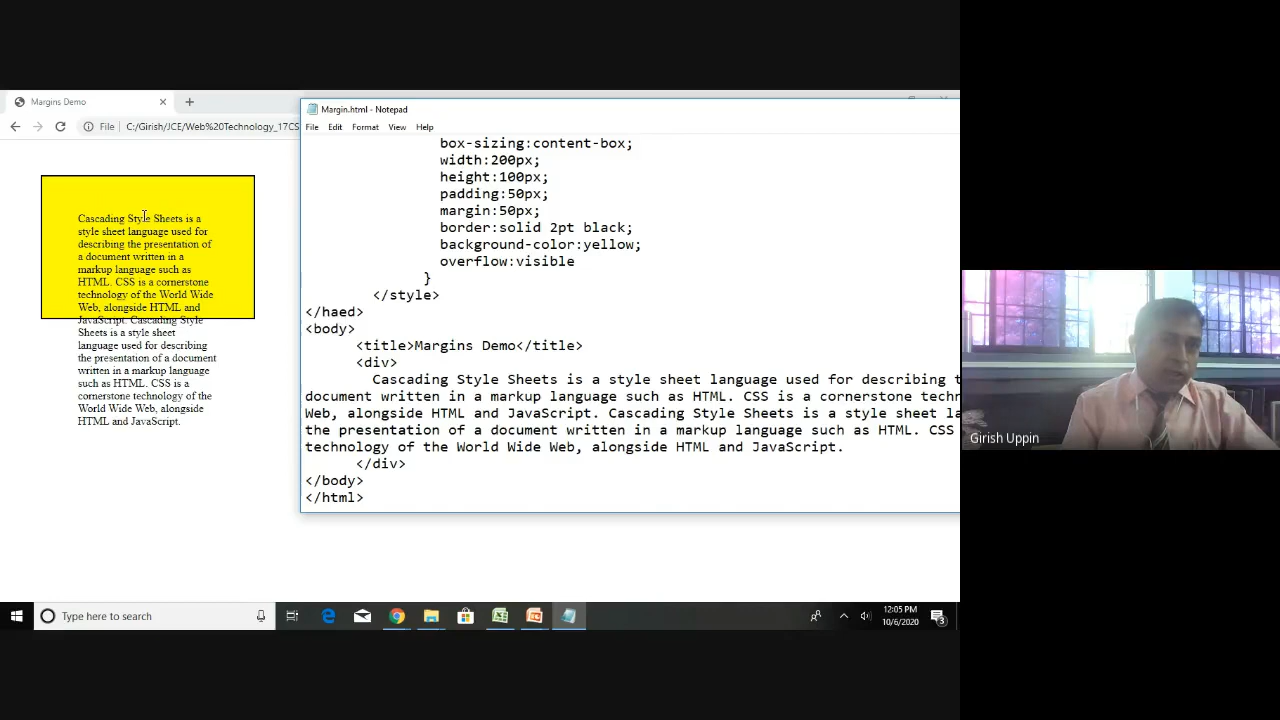 Margins Demo
File
C:/Girish/JCE/Web%20Technology_17CS
Cascading Style Sheets is a
style sheet language used for
describing the presentation of
a document written in a
markup language such as
HTML. CSS is a cornerstone
technology of the World Wide
Web, alongside HTML and
JavaScript. Cascading Style
Sheets is a style sheet
language used for describing
the presentation of a document
written in a markup language
such as HTML. CSS is a
cornerstone technology of the
World Wide Web, alongside
HTML and JavaScript.
Margin.html - Notepad
File Edit Format View Help
box-sizing:content-box;
width:200px;
height:100px;
padding:50px;
margin:50px;
border:solid 2pt black;
background-color:yellow;
overflow:visible
}
</style>
</haed>
<body>
<title>Margins Demo</title>
<div>
Cascading Style Sheets is a style sheet language used for describing t
document written in a markup language such as HTML. CSS is a cornerstone techn
Web, alongside HTML and JavaScript. Cascading Style Sheets is a style sheet la
the presentation of a document written in a markup language such as HTML. CSS
technology of the World Wide Web, alongside HTML and JavaScript.
</div>
</body>
</html>
Girish Uppin
Type here to search
12:05 PM
10/6/2020
3